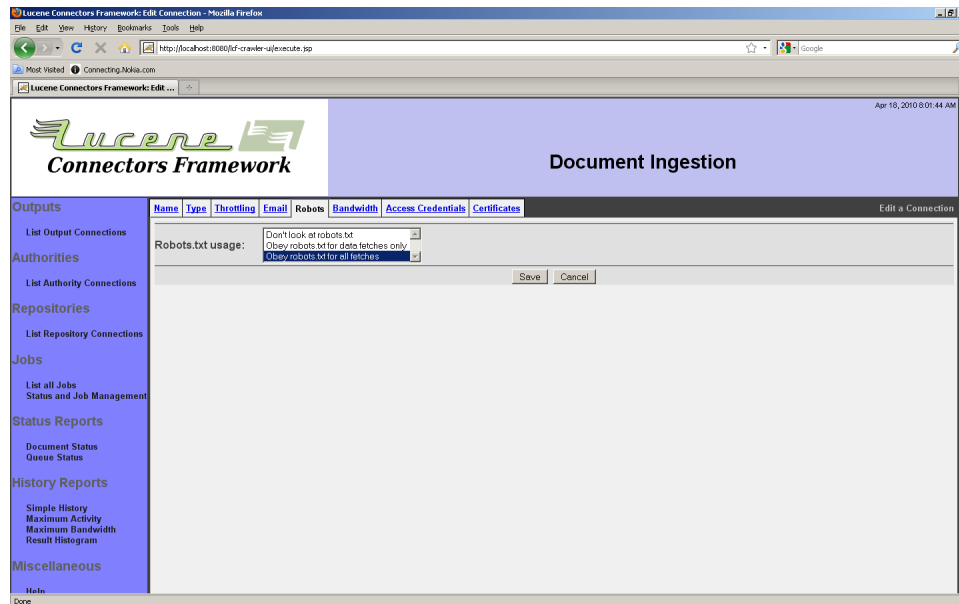 Lucene Connectors Framework: Edit Connection - Mozilla Firefox
File Edit View History Bookmarks Tools Help
http://localhost:8080/lcf-crawler-ui/execute.jsp
Google
Most Visited Connecting.Nokia.com
Lucene Connectors Framework: Edit ...
Apr 18, 2010 8:01:44 AM
Lucene
Connectors Framework
Document Ingestion
Outputs
Name Type Throttling Email Robots Bandwidth Access Credentials Certificates
Edit a Connection
List Output Connections
Authorities
List Authority Connections
Repositories
List Repository Connections
Jobs
List all Jobs
Status and Job Management
Status Reports
Document Status
Queue Status
History Reports
Simple History
Maximum Activity
Maximum Bandwidth
Result Histogram
Miscellaneous
Help
Robots.txt usage:
Don't look at robots.txt
Obey robots.txt for data fetches only
Obey robots.txt for all fetches
Save Cancel
Done